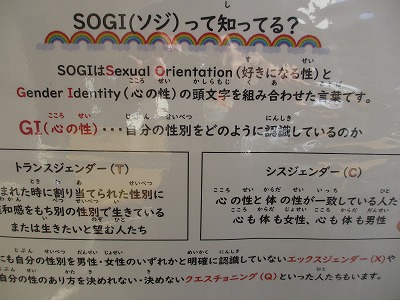 SOGI(ソジ)って知ってる?
SOGIはSexual Orientation(好きになる性)と
Gender Identity(心の性)の頭文字を組み合わせた言葉です。
GI(心の性)・・・自分の性別をどのように認識しているのか
トランスジェンダー(T)
まれた時に割り当てられた性別に
和感をもち別の性別で生きている
または生きたいと望む人たち
シスジェンダー(C)
心の性と体の性が一致している人た
心も体も女性、心も体も男性
にも自分の性別を男性・女性のいずれかと明確に認識していないエックスジェンダー(X)や
自分の性のあり方を決められない・決めないクエスチョニング(Q)といった人たちもいます。